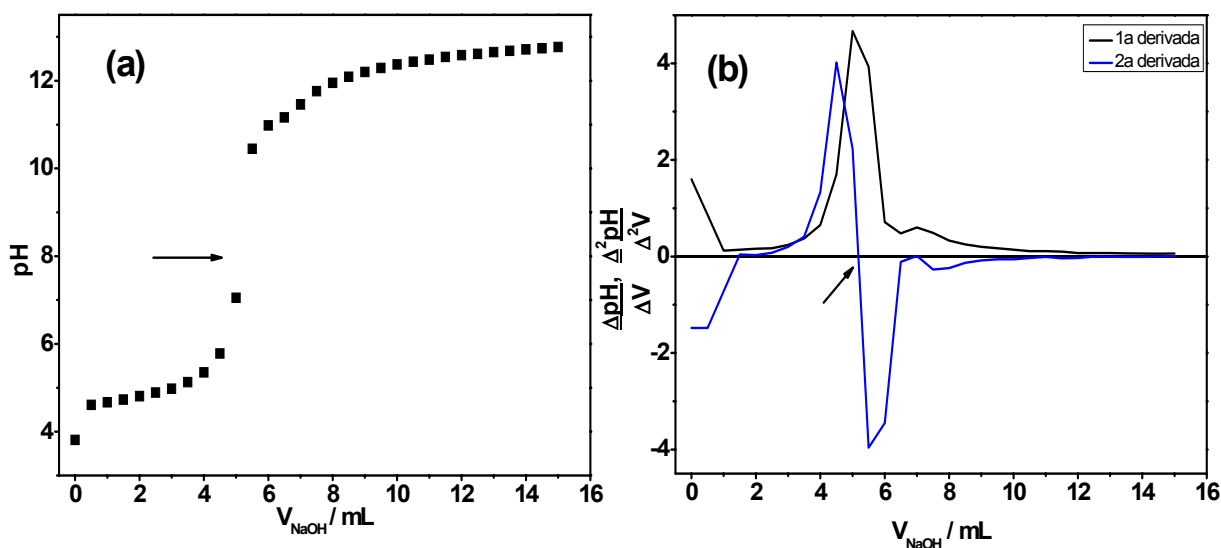 (a)
pH
12
10
8
6
4
0 2 4 6 8 10 12 14 16
V_NaOH / mL
(b)
1a derivada
2a derivada
ΔpH, Δ²pH
ΔV Δ²V
4
2
0
-2
-4
0 2 4 6 8 10 12 14 16
V_NaOH / mL